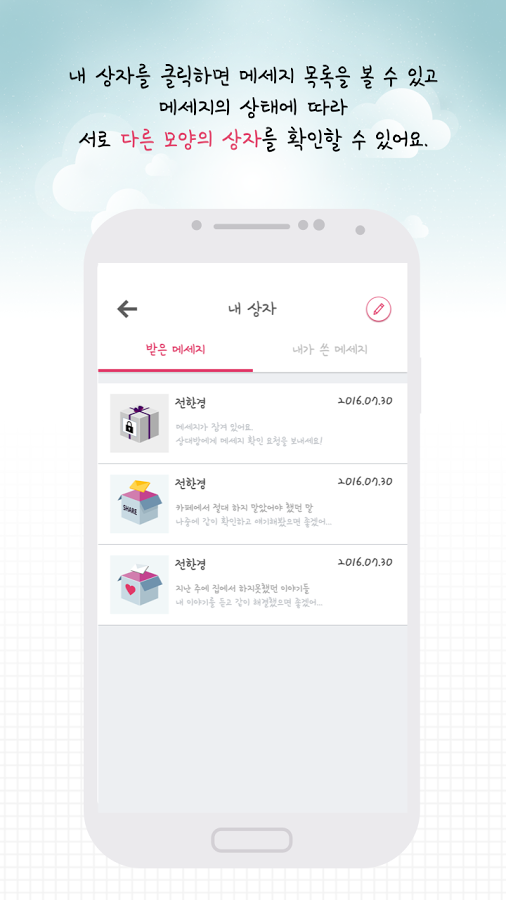 내 상자를 클릭하면 메세지 목록을 볼 수 있고
메세지의 상태에 따라
서로 다른 모양의 상자를 확인할 수 있어요.
내 상자
받은 메세지
내가 쓴 메세지
전한경
2016.07.30
메세지가 잠겨 있어요.
상대방에게 메세지 확인 요청을 보내세요!
전한경
2016.07.30
SHARE
카페에서 절대 하지 말았어야 했던 말
나중에 같이 확인하고 얘기해봤으면 좋겠어...
전한경
2016.07.30
지난 주에 집에서 하지못했던 이야기들
내 이야기를 듣고 같이 해결했으면 좋겠어...